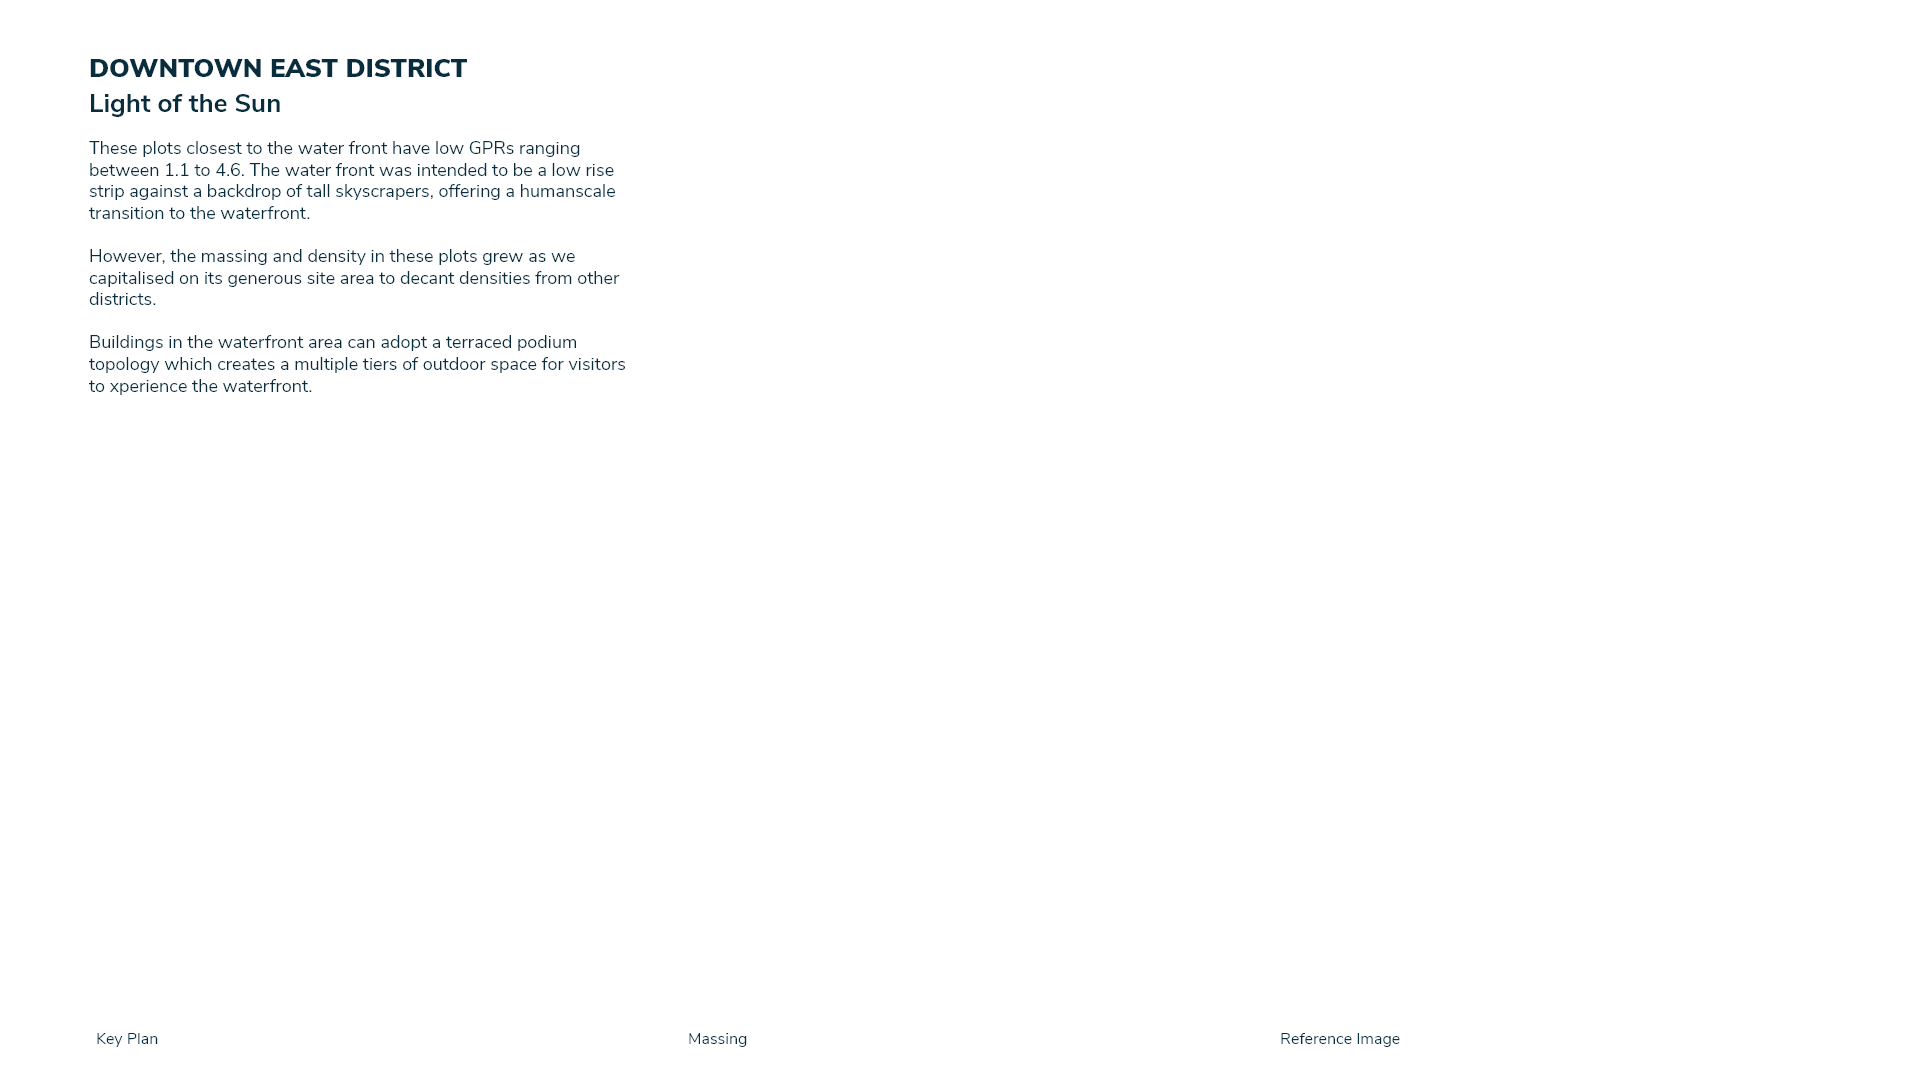 DOWNTOWN EAST DISTRICT
Light of the Sun
These plots closest to the water front have low GPRs ranging
between 1.1 to 4.6. The water front was intended to be a low rise
strip against a backdrop of tall skyscrapers, offering a humanscale
transition to the waterfront.
However, the massing and density in these plots grew as we
capitalised on its generous site area to decant densities from other
districts.
Buildings in the waterfront area can adopt a terraced podium
topology which creates a multiple tiers of outdoor space for visitors
to xperience the waterfront.
Key Plan
Massing
Reference Image